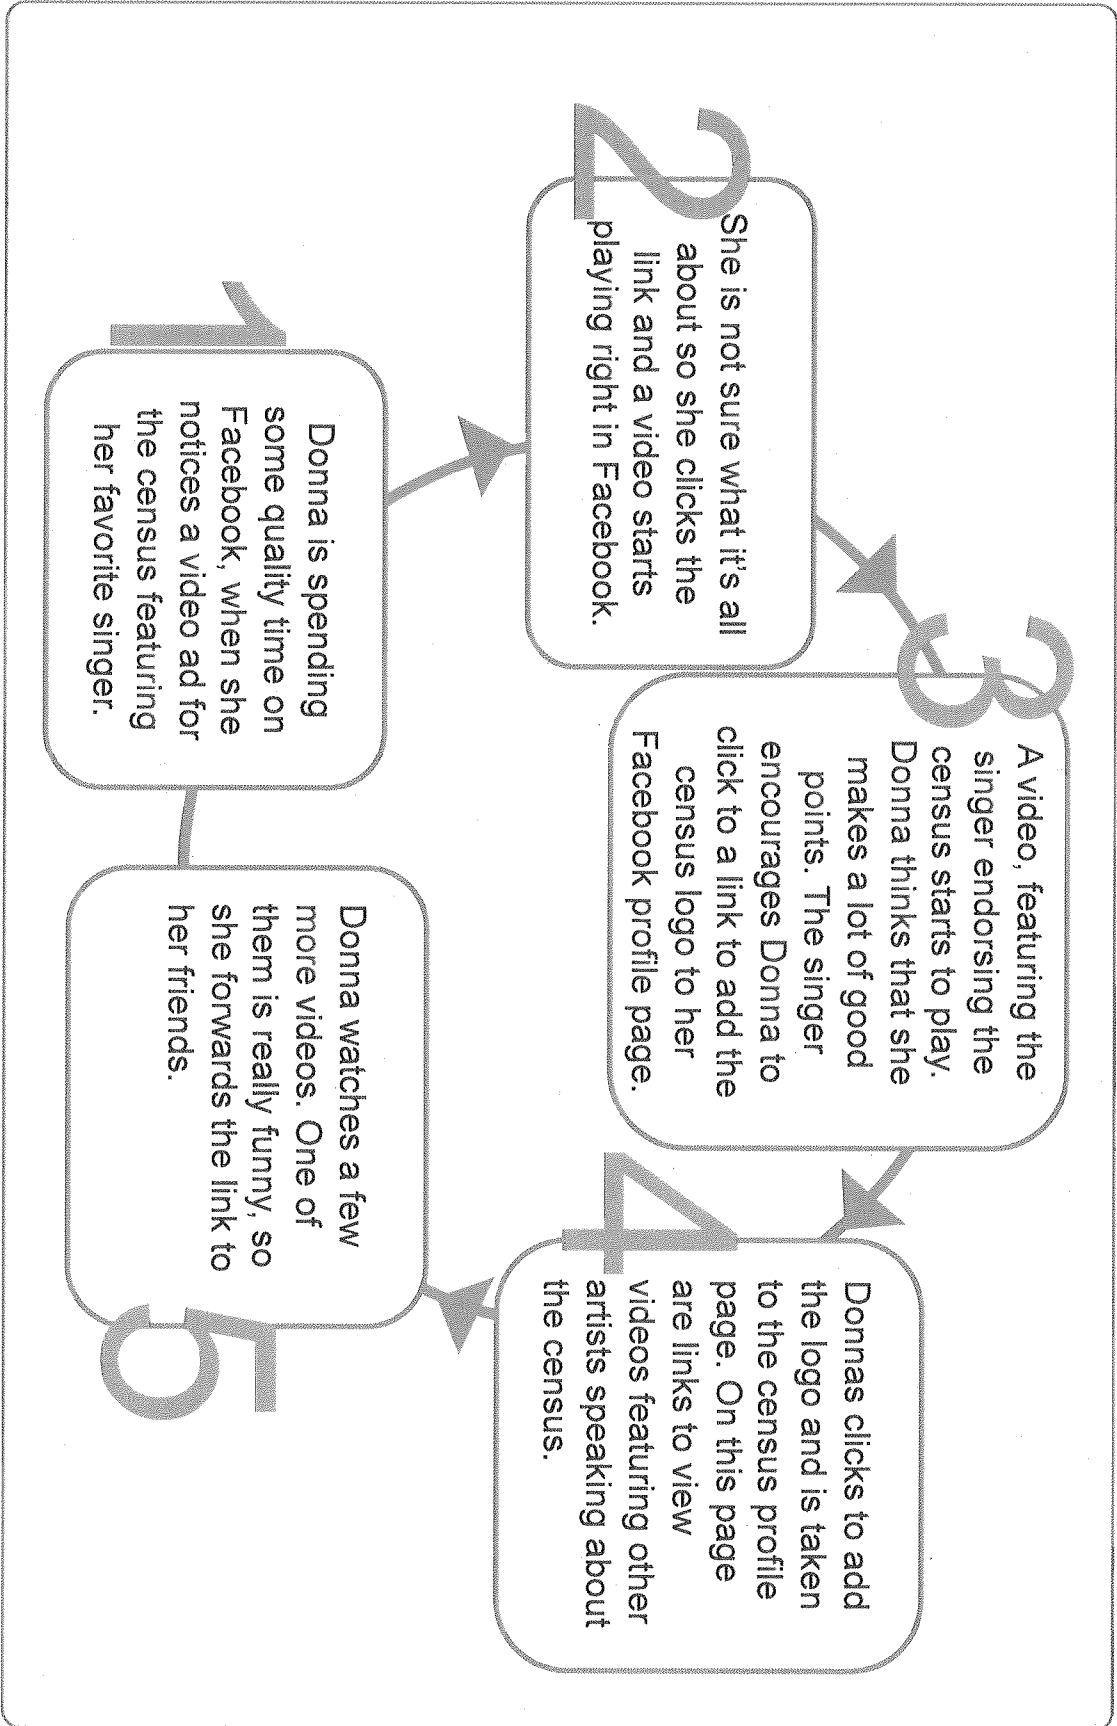 1
Donna is spending
some quality time on
Facebook, when she
notices a video ad for
the census featuring
her favorite singer.
2
She is not sure what it's all
about so she clicks the
link and a video starts
playing right in Facebook.
3
A video, featuring the
singer endorsing the
census starts to play.
Donna thinks that she
makes a lot of good
points. The singer
encourages Donna to
click to a link to add the
census logo to her
Facebook profile page.
4
Donnas clicks to add
the logo and is taken
to the census profile
page. On this page
are links to view
videos featuring other
artists speaking about
the census.
5
Donna watches a few
more videos. One of
them is really funny, so
she forwards the link to
her friends.